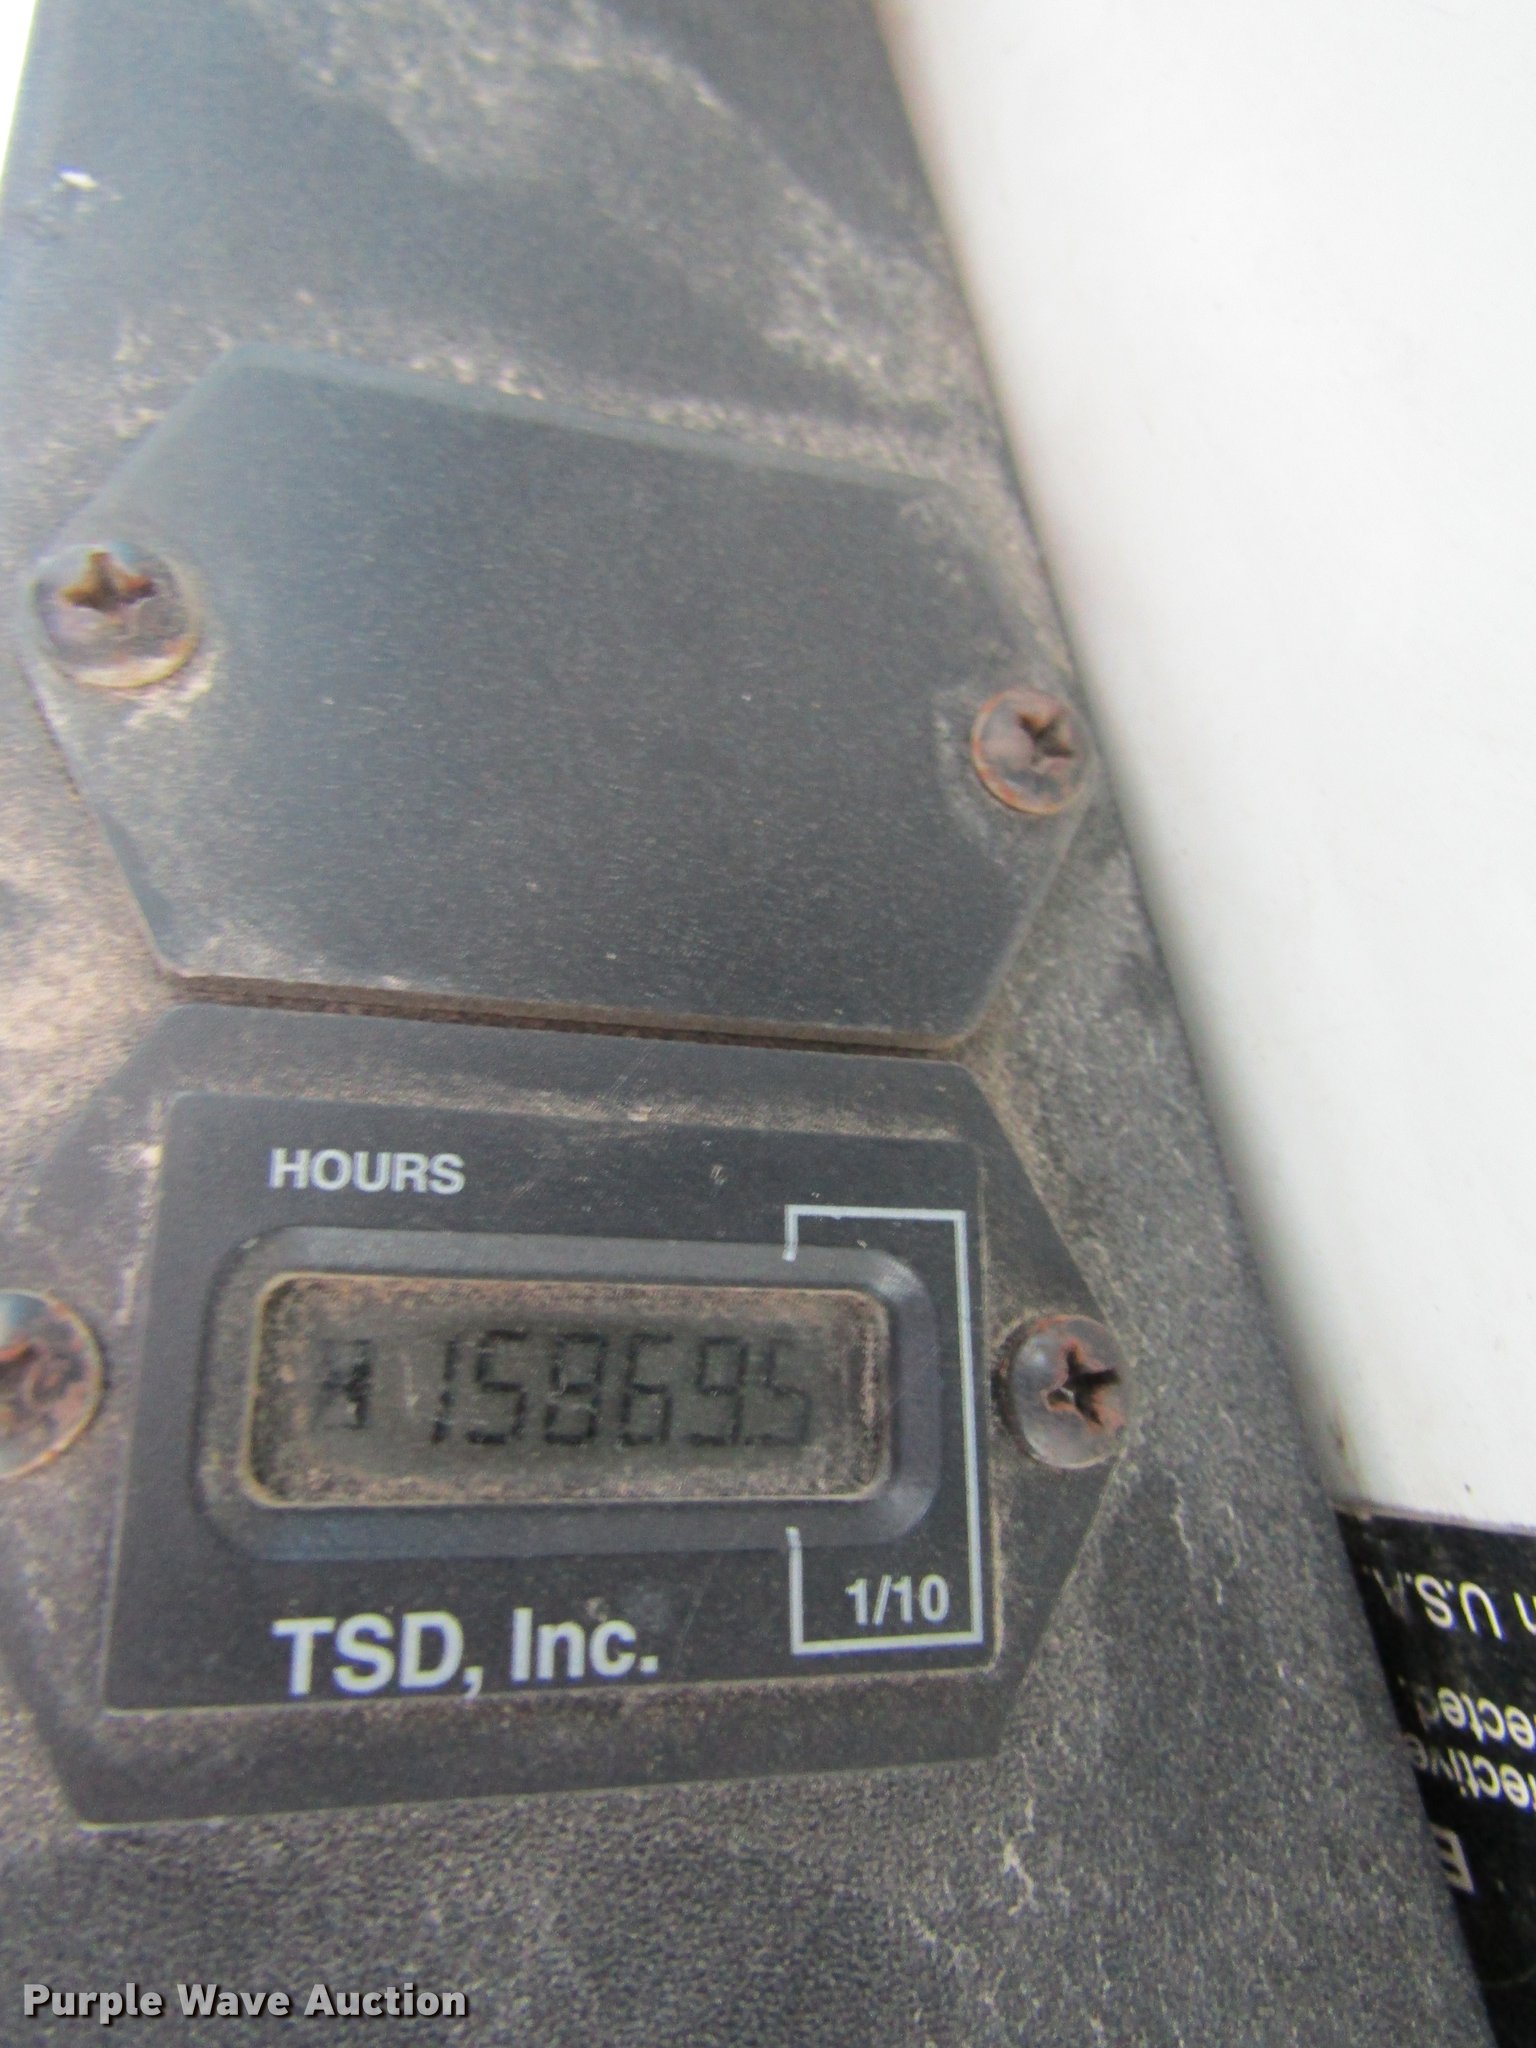 HOURS
15869.5
1/10
TSD, Inc.
n U.S.A.
E
Purple Wave Auction